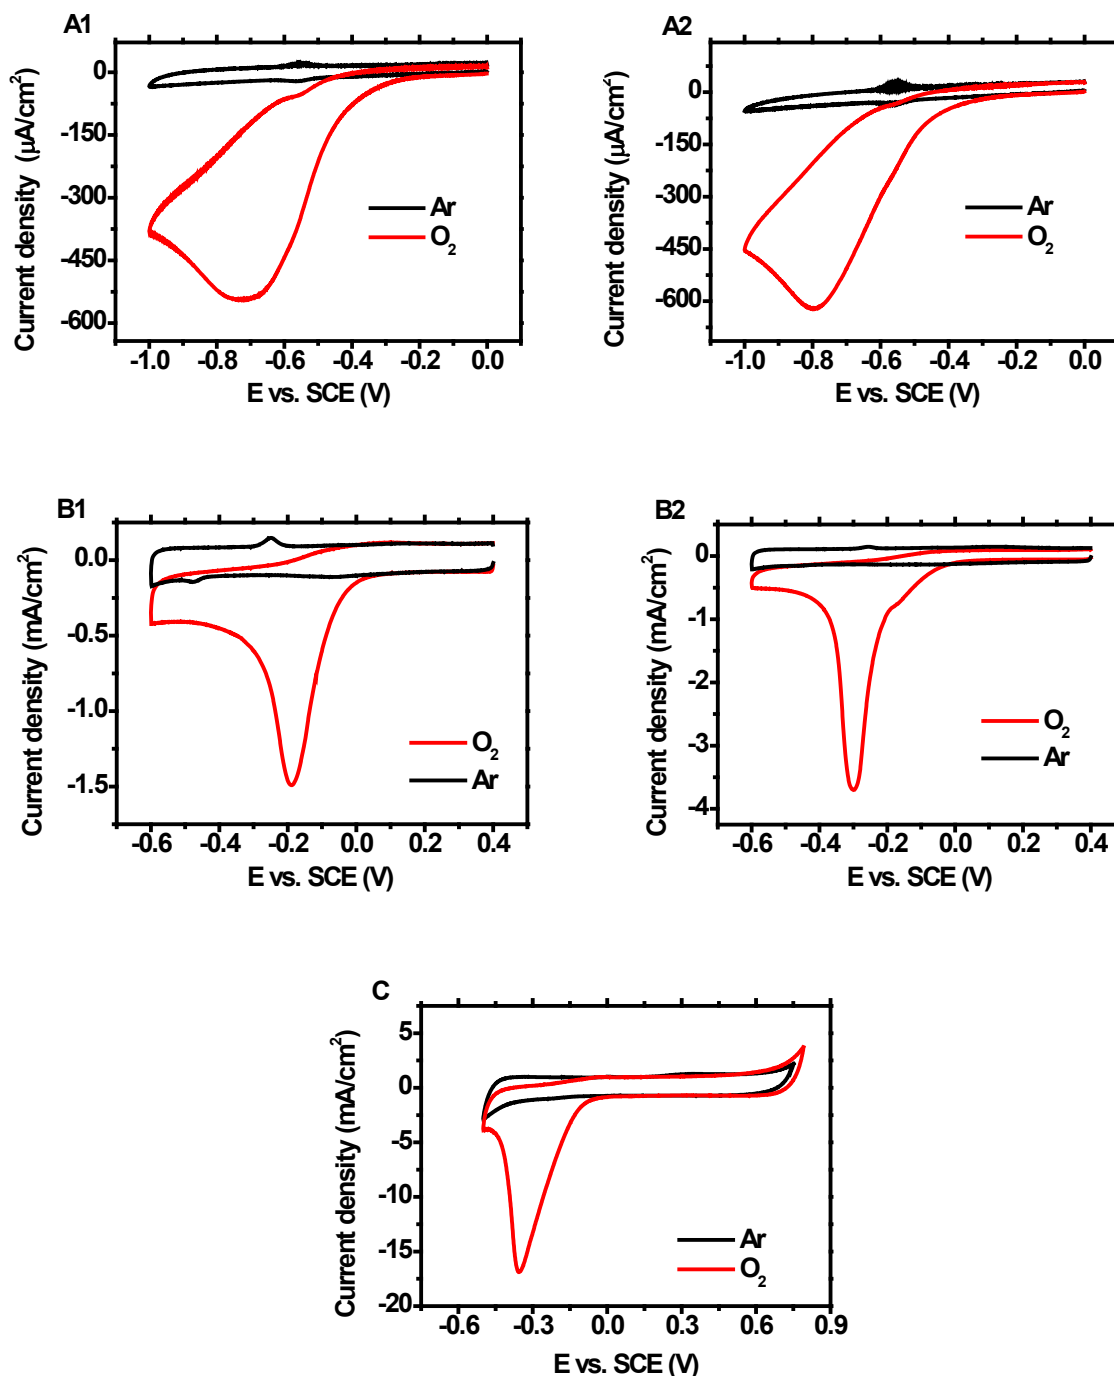 A1
Current density (μA/cm²)
0
-150
-300
-450
-600
Ar
O₂
-1.0 -0.8 -0.6 -0.4 -0.2 0.0
E vs. SCE (V)
A2
Current density (μA/cm²)
0
-150
-300
-450
-600
Ar
O₂
-1.0 -0.8 -0.6 -0.4 -0.2 0.0
E vs. SCE (V)
B1
Current density (mA/cm²)
0.0
-0.5
-1.0
-1.5
O₂
Ar
-0.6 -0.4 -0.2 0.0 0.2 0.4
E vs. SCE (V)
B2
Current density (mA/cm²)
0
-1
-2
-3
-4
O₂
Ar
-0.6 -0.4 -0.2 0.0 0.2 0.4
E vs. SCE (V)
C
Current density (mA/cm²)
5
0
-5
-10
-15
-20
Ar
O₂
-0.6 -0.3 0.0 0.3 0.6 0.9
E vs. SCE (V)